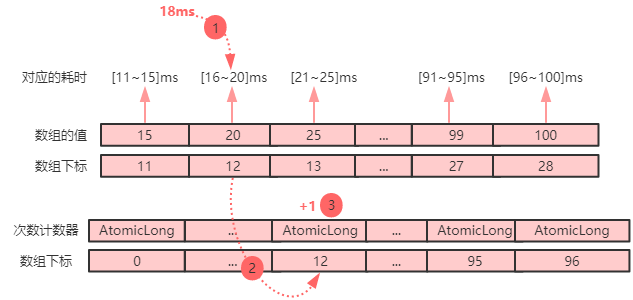 18ms
1
对应的耗时 [11~15]ms [16~20]ms [21~25]ms [91~95]ms [96~100]ms
数组的值 15 20 25 ... 99 100
数组下标 11 12 13 ... 27 28
+1 3
次数计数器 AtomicLong ... AtomicLong ... AtomicLong AtomicLong
数组下标 0 ... 12 ... 95 96
2